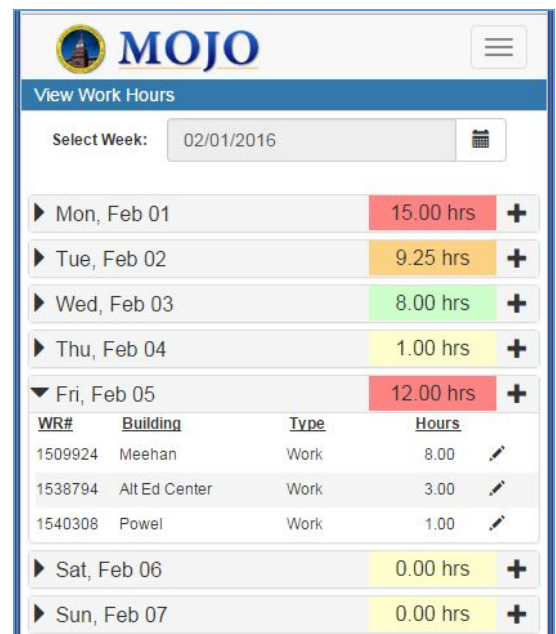 MOJO
View Work Hours
Select Week: 02/01/2016
Mon, Feb 01 15.00 hrs
Tue, Feb 02 9.25 hrs
Wed, Feb 03 8.00 hrs
Thu, Feb 04 1.00 hrs
Fri, Feb 05 12.00 hrs
WR# Building Type Hours
1509924 Meehan Work 8.00
1538794 Alt Ed Center Work 3.00
1540308 Powel Work 1.00
Sat, Feb 06 0.00 hrs
Sun, Feb 07 0.00 hrs